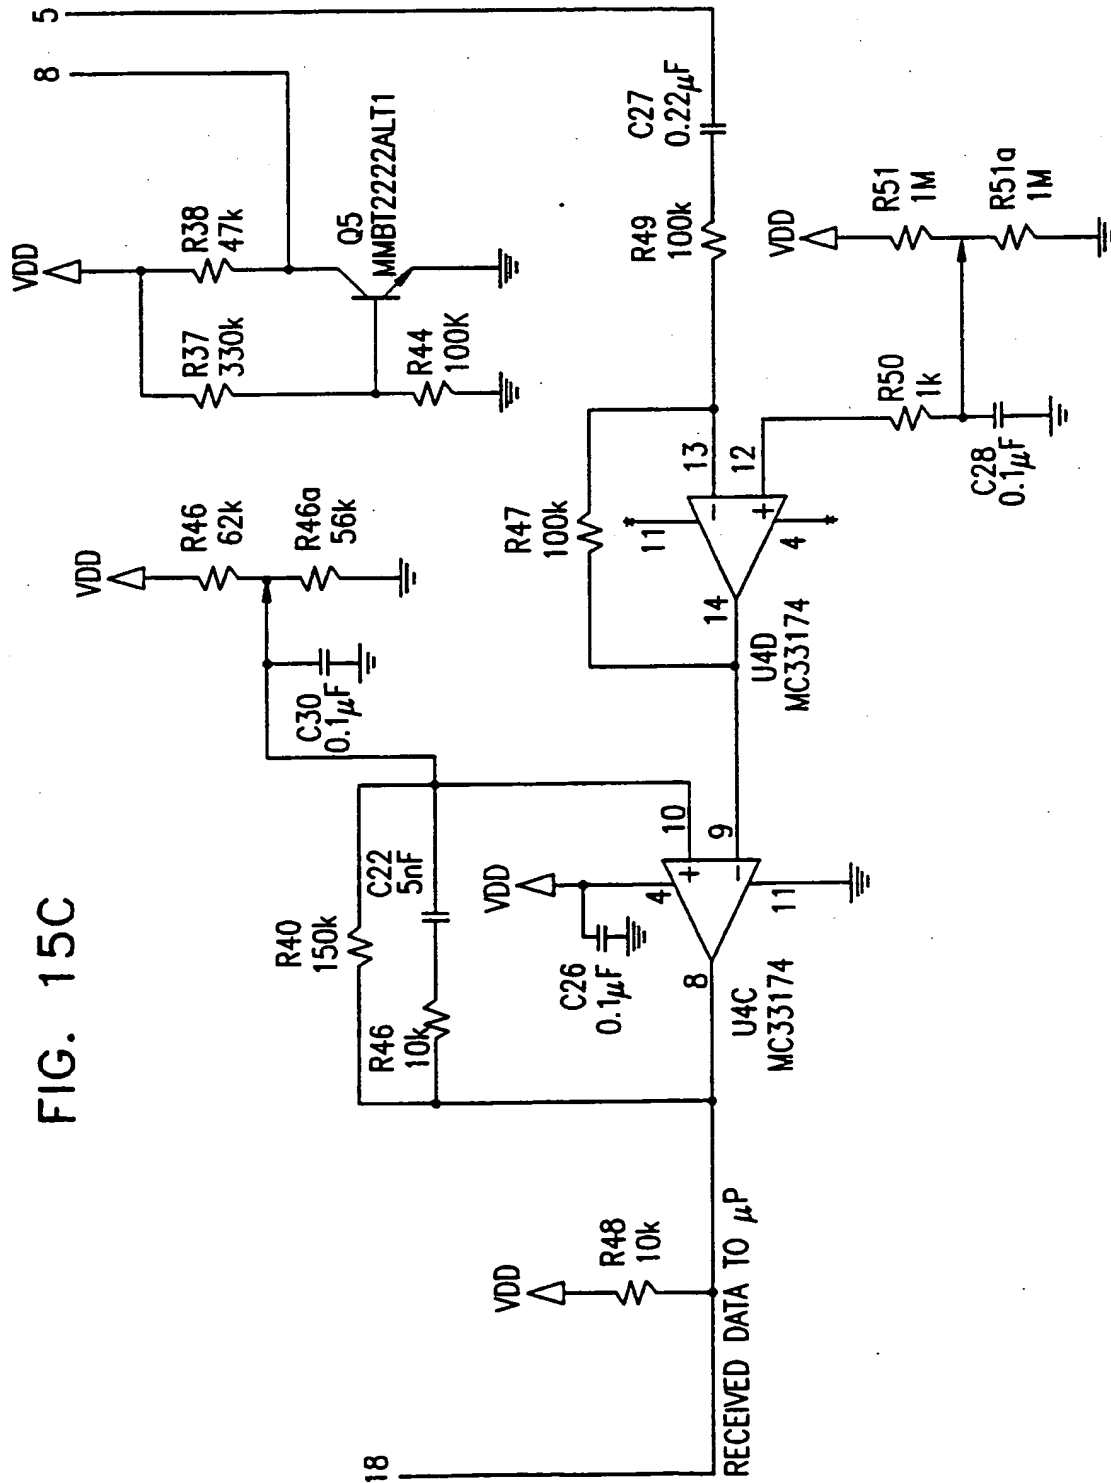 FIG. 15C
5
8
VDD
R38
47k
R37
330k
Q5
MMBT2222ALT1
R44
100K
C27
0.22µF
R49
100k
VDD
R51
1M
R51a
1M
R50
1k
C28
0.1µF
VDD
R46
62k
R46a
56k
C30
0.1µF
R47
100k
13
12
11
4
14
U4D
MC33174
R40
150k
C22
5nF
R46
10k
VDD
C26
0.1µF
10
9
4
11
8
U4C
MC33174
VDD
R48
10k
18
RECEIVED DATA TO µP
+
-
+
-
*
*